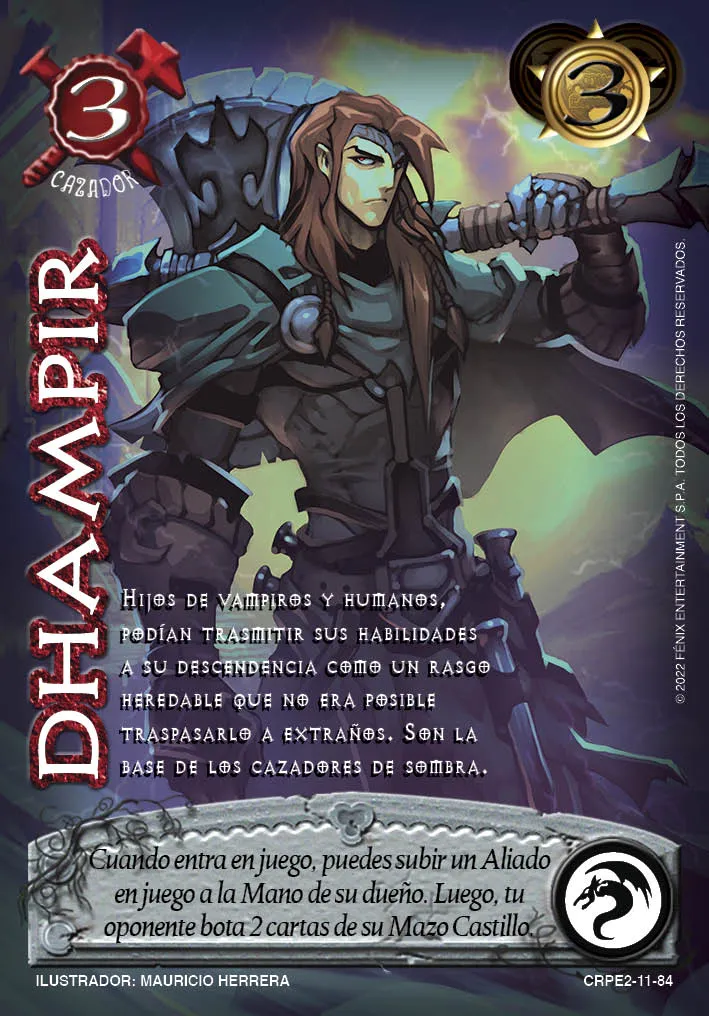 3
CAZADOR
3
DHAMPIR
© 2022 FÉNIX ENTERTAINMENT S.P.A. TODOS LOS DERECHOS RESERVADOS.
Hijos de vampiros y humanos,
podían trasmitir sus habilidades
a su descendencia como un rasgo
heredable que no era posible
traspasarlo a extraños. Son la
base de los cazadores de sombra.
Cuando entra en juego, puedes subir un Aliado
en juego a la Mano de su dueño. Luego, tu
oponente bota 2 cartas de su Mazo Castillo.
ILUSTRADOR: MAURICIO HERRERA
CRPE2-11-84